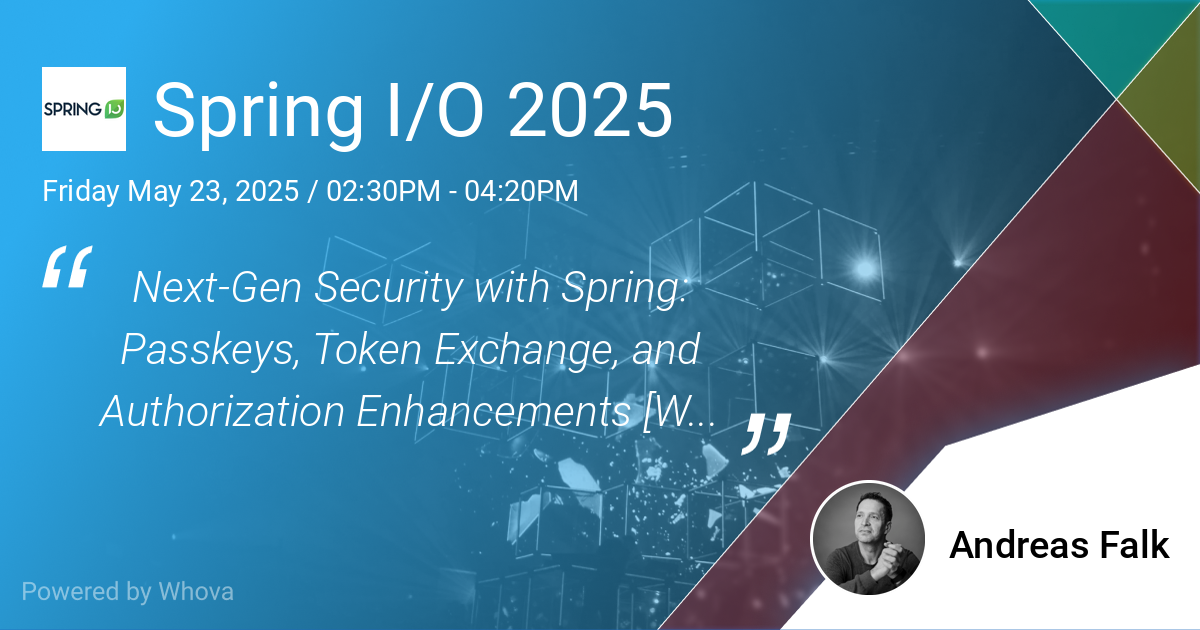 SPRING IO
Spring I/O 2025
Friday May 23, 2025 / 02:30PM - 04:20PM
“ Next-Gen Security with Spring:
Passkeys, Token Exchange, and
Authorization Enhancements [W... ”
Andreas Falk
Powered by Whova